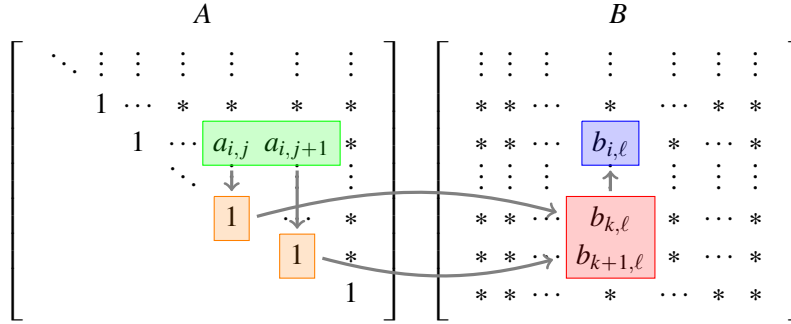 A B
⋱ ⋮ ⋮ ⋮ ⋮ ⋮ ⋮ ⋮ ⋮ ⋮ ⋮ ⋮
1 ⋯ * * * * * * ⋯ * ⋯ * *
1 ⋯ a_{i,j} a_{i,j+1} * b_{i,ℓ} * ⋯ *
⋱ ⋮ ⋮ ⋮ ⋮ ⋮ ⋮ ⋮ ⋮ ⋮ ⋮
1 ⋯ * * * ⋯ b_{k,ℓ} * ⋯ *
1 * * * ⋯ b_{k+1,ℓ} * ⋯ *
1 * * ⋯ * ⋯ * *